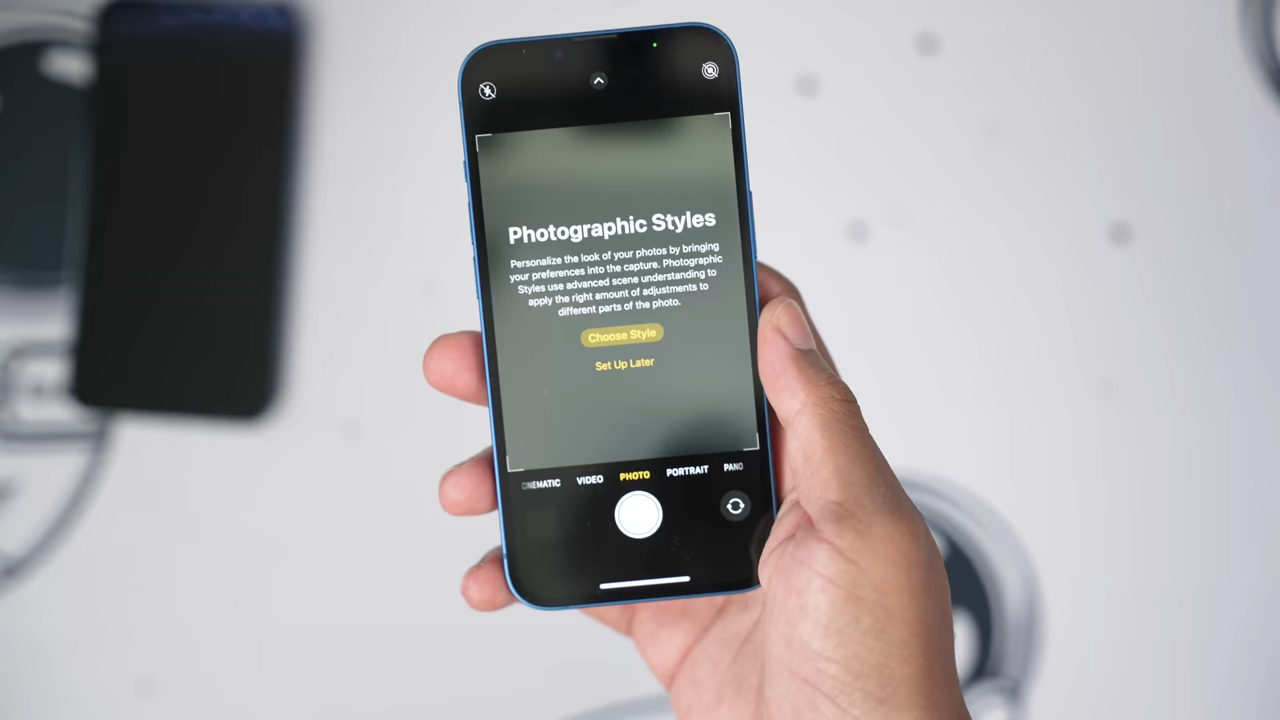 Photographic Styles
Personalize the look of your photos by bringing
your preferences into the capture. Photographic
Styles use advanced scene understanding to
apply the right amount of adjustments to
different parts of the photo.
Choose Style
Set Up Later
CINEMATIC VIDEO PHOTO PORTRAIT PANO